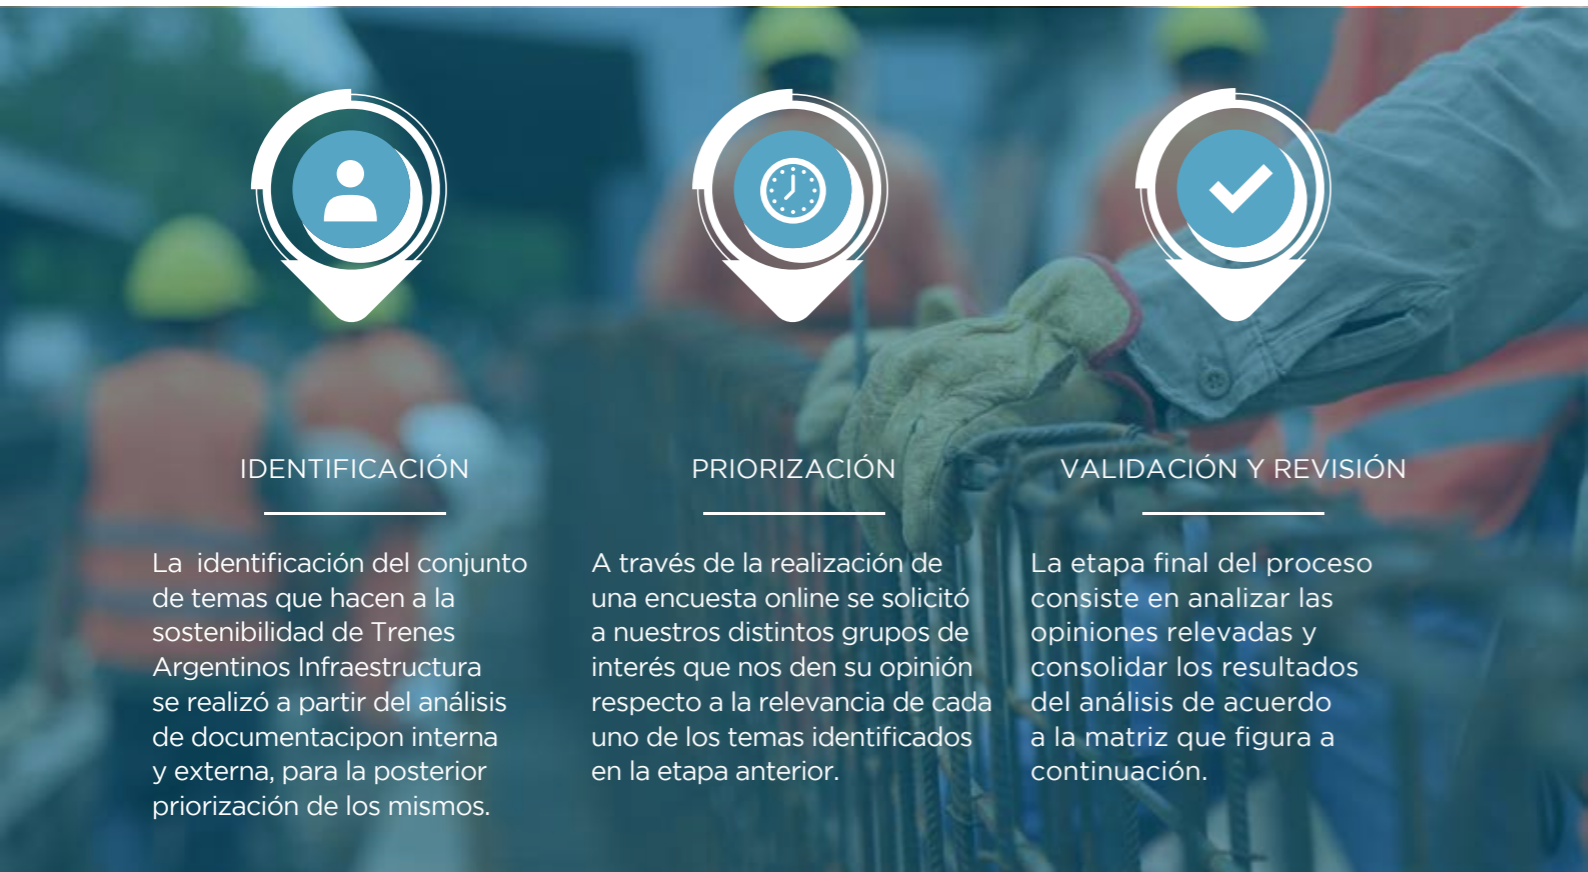 IDENTIFICACIÓN
La identificación del conjunto
de temas que hacen a la
sostenibilidad de Trenes
Argentinos Infraestructura
se realizó a partir del análisis
de documentacipon interna
y externa, para la posterior
priorización de los mismos.
PRIORIZACIÓN
A través de la realización de
una encuesta online se solicitó
a nuestros distintos grupos de
interés que nos den su opinión
respecto a la relevancia de cada
uno de los temas identificados
en la etapa anterior.
VALIDACIÓN Y REVISIÓN
La etapa final del proceso
consiste en analizar las
opiniones relevadas y
consolidar los resultados
del análisis de acuerdo
a la matriz que figura a
continuación.